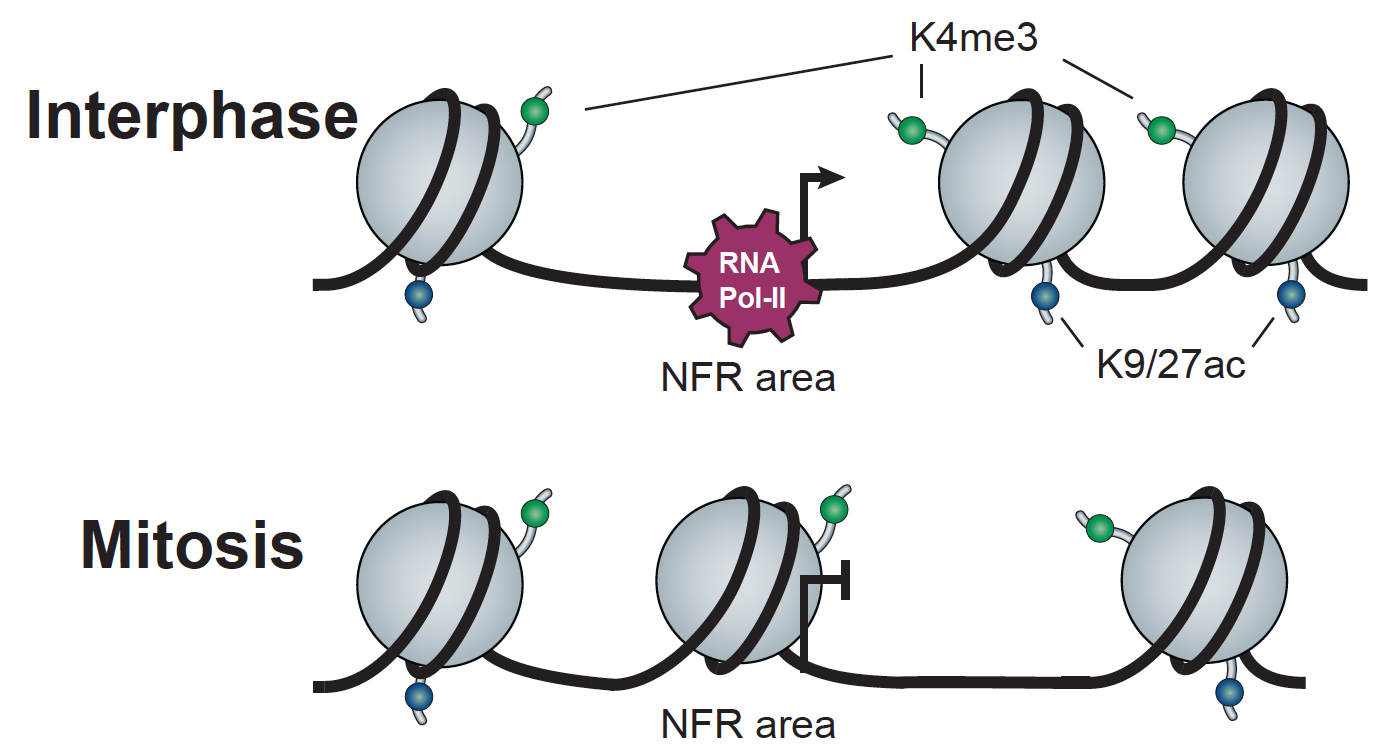 K4me3
Interphase
RNA
Pol-II
NFR area
K9/27ac
Mitosis
NFR area